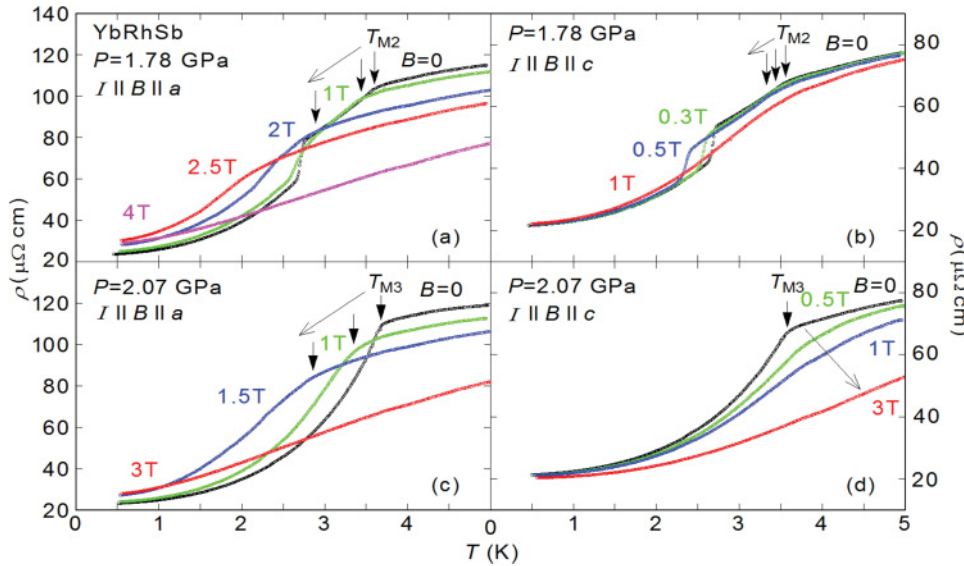 140
YbRhSb
T_M2
P=1.78 GPa
B=0
120
I || B || a
1T
100
2T
80
2.5T
60
4T
40
(a)
20
P=1.78 GPa
T_M2
B=0
I || B || c
0.3T
0.5T
1T
(b)
80
60
40
20
ρ(μΩ cm)
ρ(μΩ cm)
P=2.07 GPa
T_M3
B=0
120
I || B || a
1T
100
1.5T
80
60
3T
40
(c)
20
P=2.07 GPa
T_M3
0.5T
I || B || c
B=0
1T
3T
(d)
80
60
40
20
0 1 2 3 4 0 1 2 3 4 5
T (K)